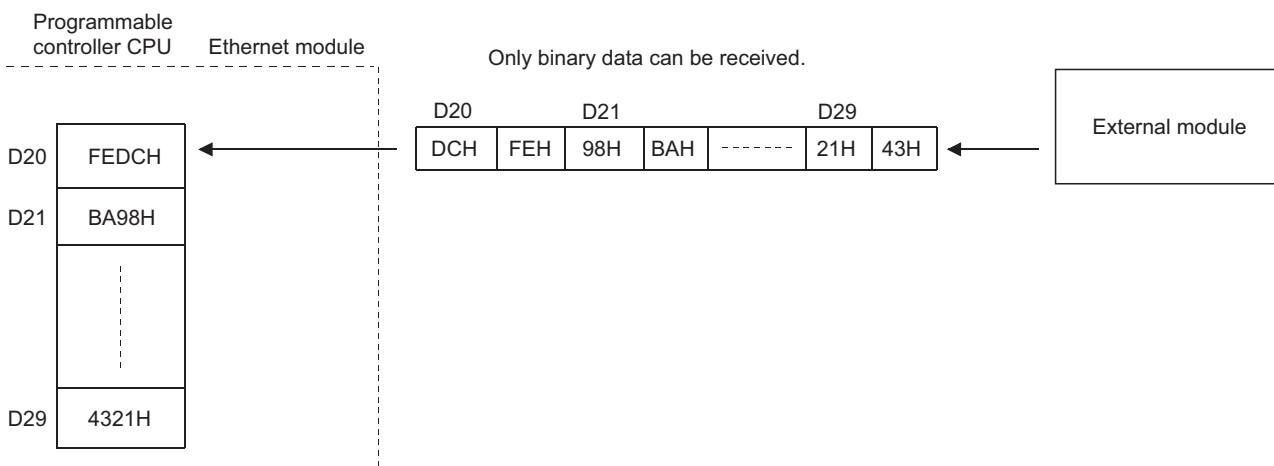 Programmable
controller CPU
Ethernet module
Only binary data can be received.
D20 D21 D29
DCH FEH 98H BAH 21H 43H
External module
D20 FEDCH
D21 BA98H
D29 4321H